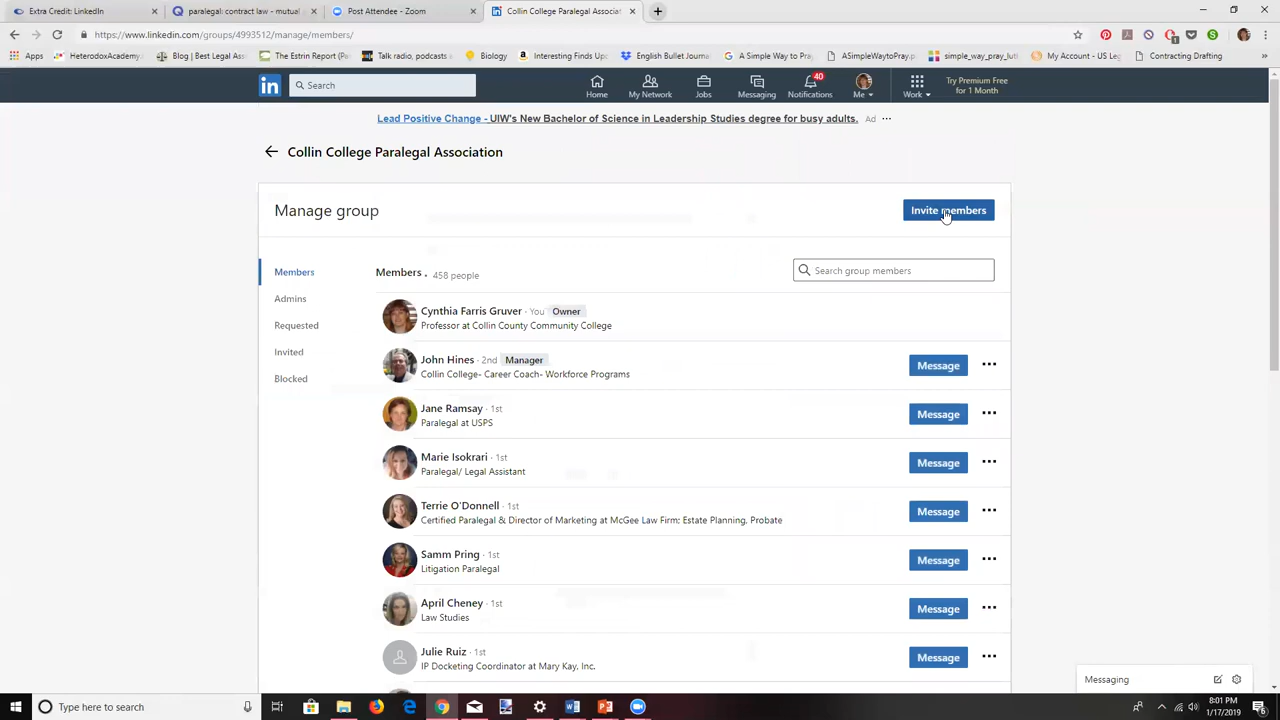 Extra Credit: LinkedIn
paralegal: contract law - mutual
Post Attendee - Zoom
Collin College Paralegal Associat
https://www.linkedin.com/groups/4993512/manage/members/
Apps HeterodoxAcademy Blog | Best Legal Ass The Estrin Report (Pe Talk radio, podcasts & Biology Interesting Finds Upd English Bullet Journa A Simple Way to Pray ASimpleWaytoPray.pd simple_way_pray_luth My Account - US Leg Contracting Drafting »
in Search Home My Network Jobs Messaging 40 Notifications Me Work Try Premium Free
for 1 Month
Lead Positive Change - UIW's New Bachelor of Science in Leadership Studies degree for busy adults. Ad ...
Collin College Paralegal Association
Manage group
Invite members
Members
Admins
Requested
Invited
Blocked
Members • 458 people
Search group members
Cynthia Farris Gruver · You Owner
Professor at Collin County Community College
John Hines · 2nd Manager
Collin College- Career Coach- Workforce Programs
Message
Jane Ramsay · 1st
Paralegal at USPS
Message
Marie Isokrari · 1st
Paralegal/ Legal Assistant
Message
Terrie O'Donnell · 1st
Certified Paralegal & Director of Marketing at McGee Law Firm: Estate Planning, Probate
Message
Samm Pring · 1st
Litigation Paralegal
Message
April Cheney · 1st
Law Studies
Message
Julie Ruiz · 1st
IP Docketing Coordinator at Mary Kay, Inc.
Message
Messaging
Type here to search
8:01 PM
1/17/2019